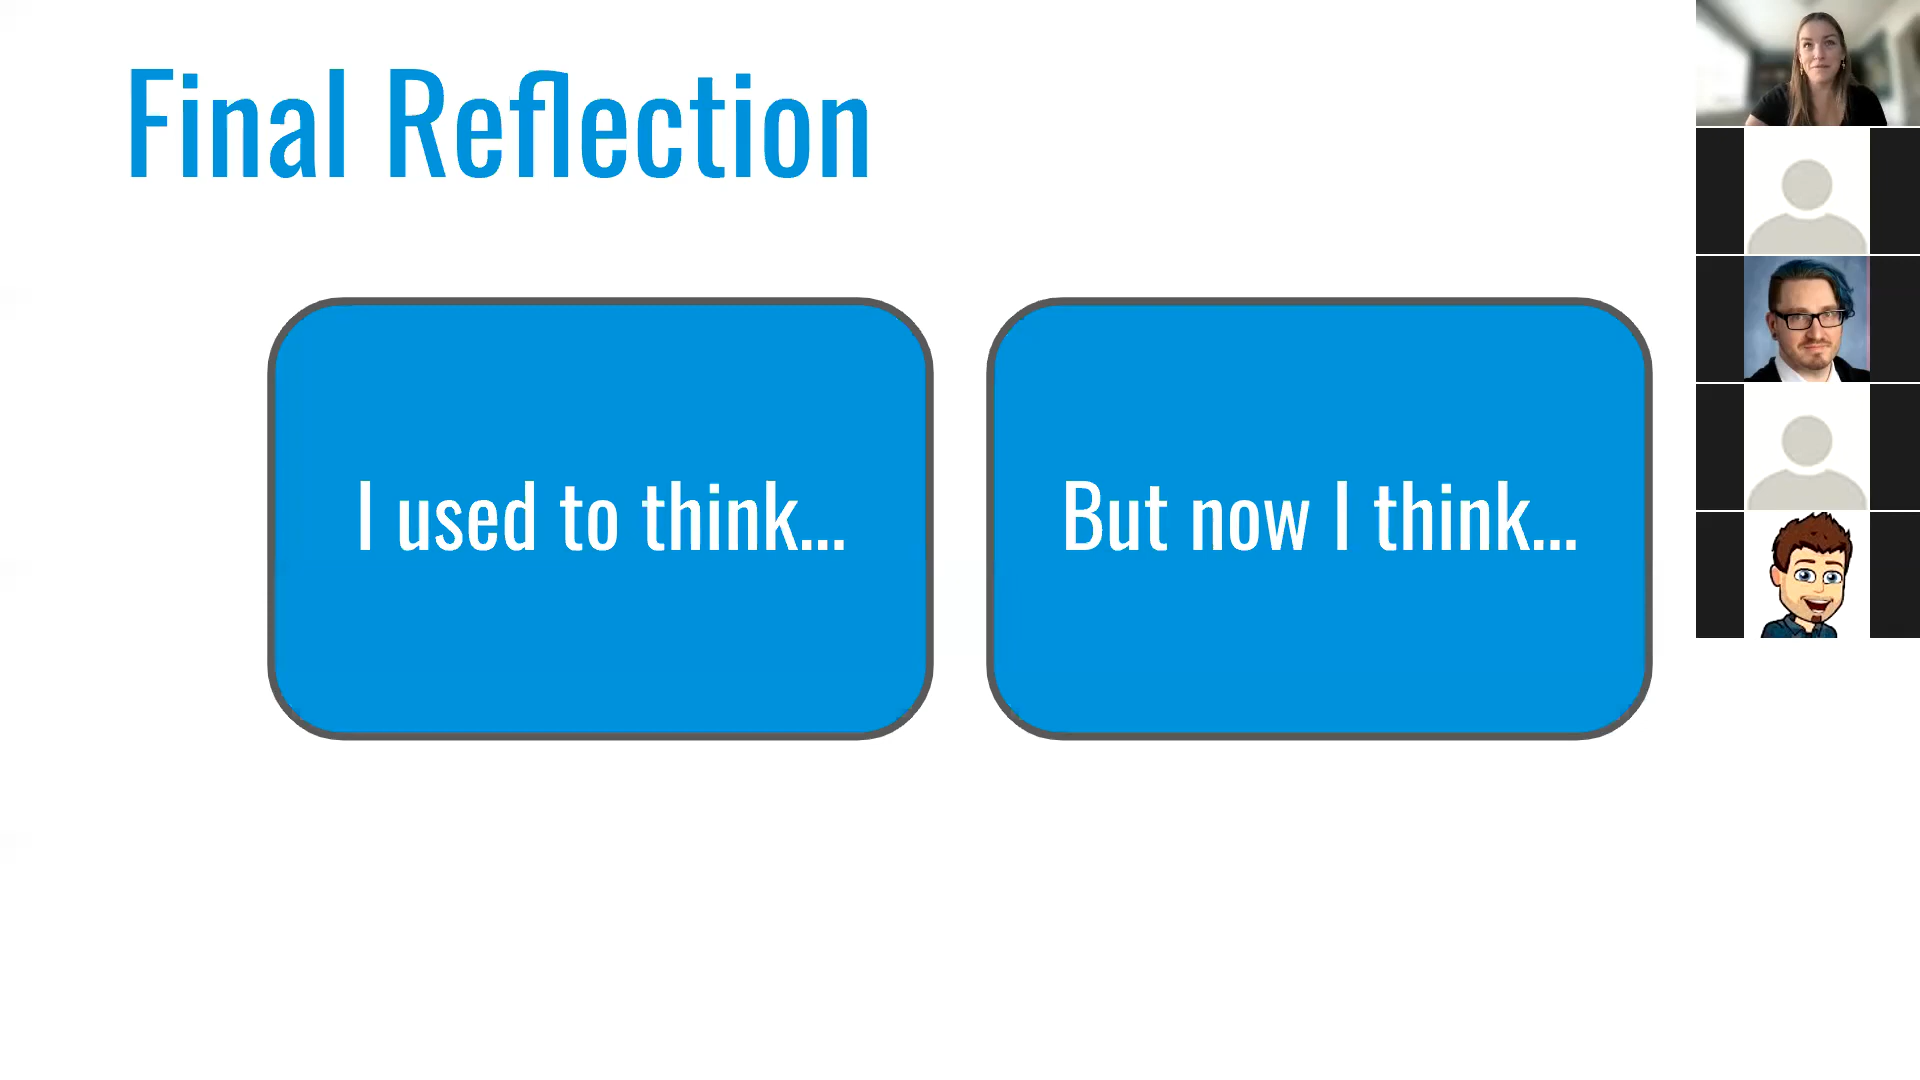 Final Reflection
I used to think...
But now I think...